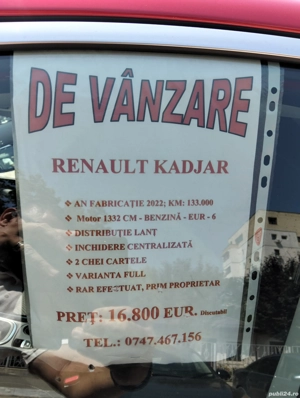 DE VÂNZARE
RENAULT KADJAR
❖ AN FABRICAȚIE 2022; KM: 133.000
❖ Motor 1332 CM - BENZINĂ - EUR - 6
❖ DISTRIBUȚIE LANȚ
❖ INCHIDERE CENTRALIZATĂ
❖ 2 CHEI CARTELE
❖ VARIANTA FULL
❖ RAR EFECTUAT, PRIM PROPRIETAR
PREȚ: 16.800 EUR. Discutabil
TEL.: 0747.467.156
publi24.ro